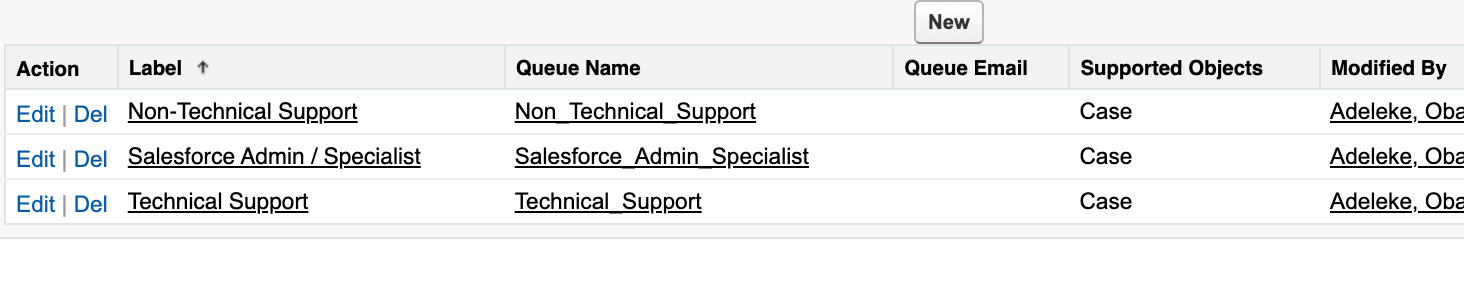 New
Action Label ↑ Queue Name Queue Email Supported Objects Modified By
Edit | Del Non-Technical Support Non_Technical_Support Case Adeleke, Oba
Edit | Del Salesforce Admin / Specialist Salesforce_Admin_Specialist Case Adeleke, Oba
Edit | Del Technical Support Technical_Support Case Adeleke, Oba